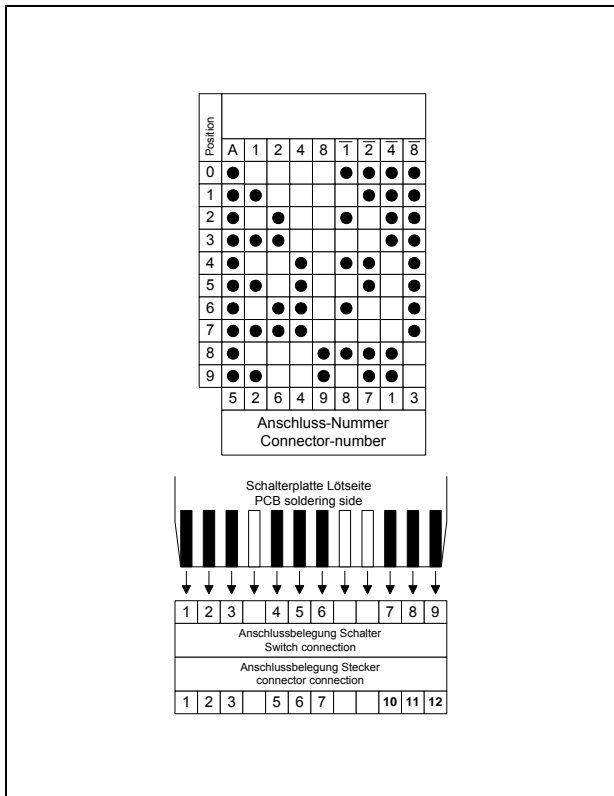 Position
A 1 2 4 8 1̅ 2̅ 4̅ 8̅
0
1
2
3
4
5
6
7
8
9
5 2 6 4 9 8 7 1 3
Anschluss-Nummer
Connector-number
Schalterplatte Lötseite
PCB soldering side
1 2 3 4 5 6 7 8 9
Anschlussbelegung Schalter
Switch connection
Anschlussbelegung Stecker
connector connection
1 2 3 5 6 7 10 11 12